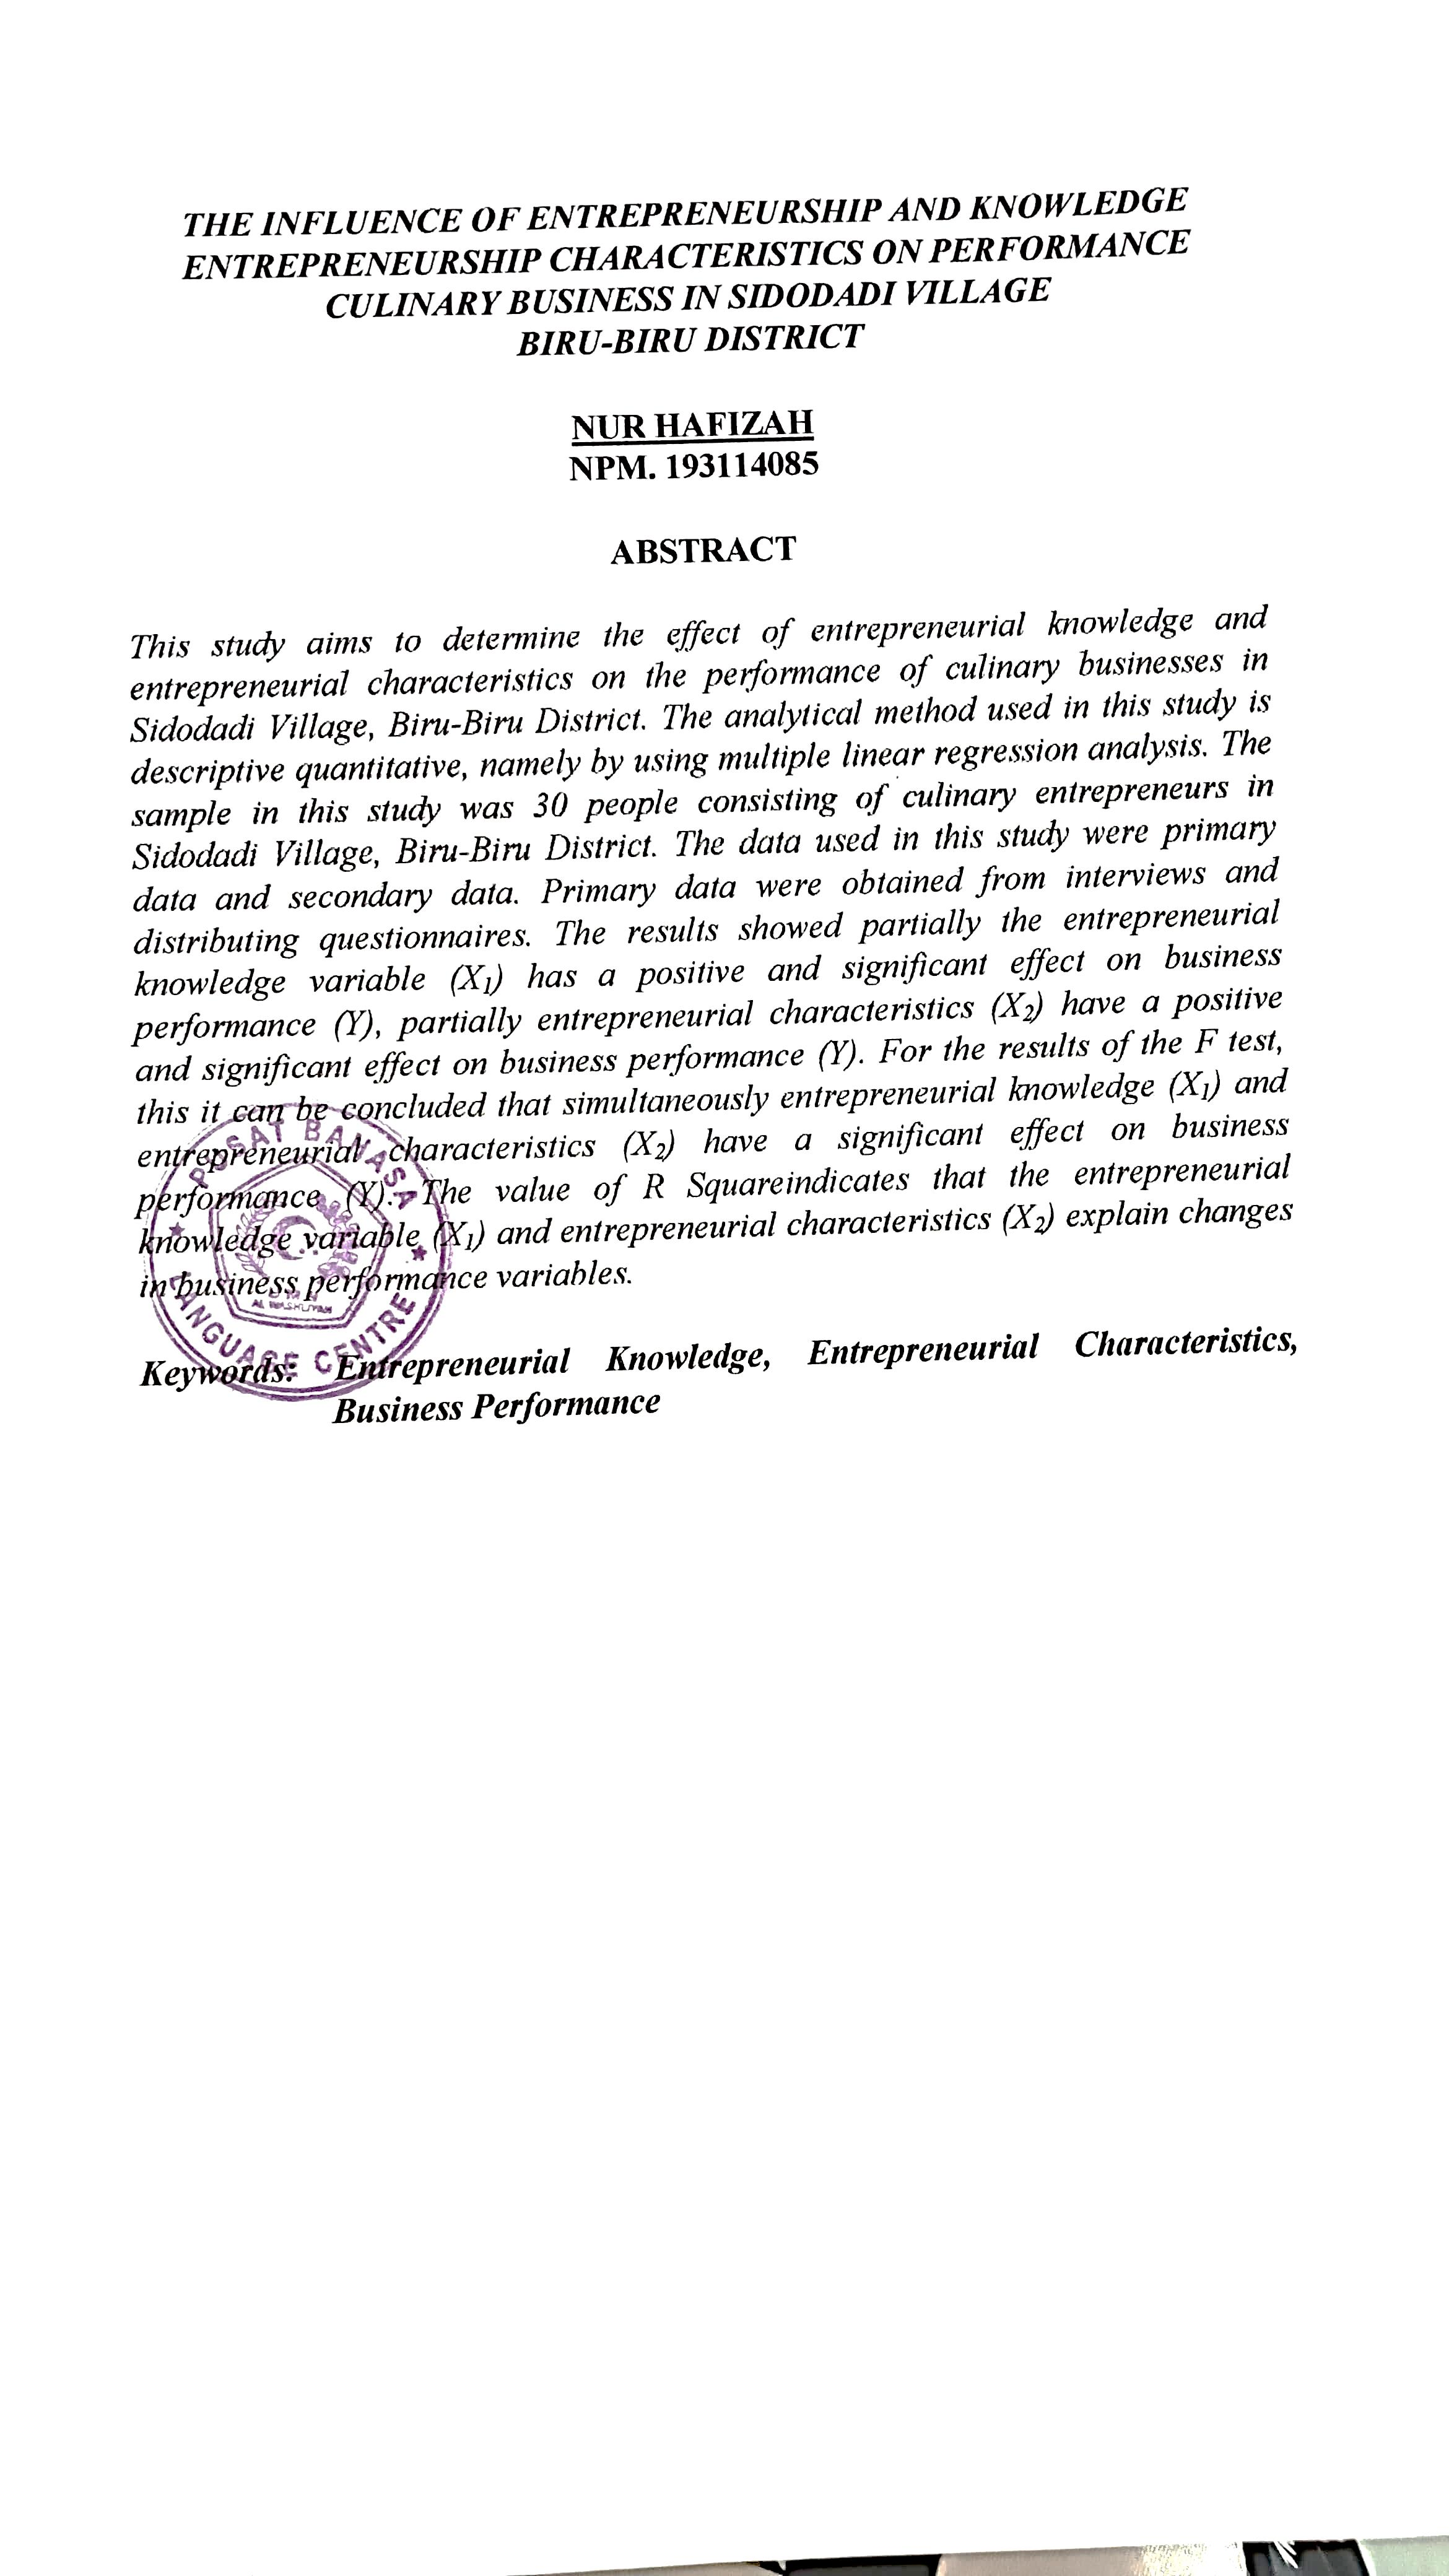 THE INFLUENCE OF ENTREPRENEURSHIP AND KNOWLEDGE
ENTREPRENEURSHIP CHARACTERISTICS ON PERFORMANCE
CULINARY BUSINESS IN SIDODADI VILLAGE
BIRU-BIRU DISTRICT
NUR HAFIZAH
NPM. 193114085
ABSTRACT
This study aims to determine the effect of entrepreneurial knowledge and
entrepreneurial characteristics on the performance of culinary businesses in
Sidodadi Village, Biru-Biru District. The analytical method used in this study is
descriptive quantitative, namely by using multiple linear regression analysis. The
sample in this study was 30 people consisting of culinary entrepreneurs in
Sidodadi Village, Biru-Biru District. The data used in this study were primary
data and secondary data. Primary data were obtained from interviews and
distributing questionnaires. The results showed partially the entrepreneurial
knowledge variable (X₁) has a positive and significant effect on business
performance (Y), partially entrepreneurial characteristics (X₂) have a positive
and significant effect on business performance (Y). For the results of the F test,
this it can be concluded that simultaneously entrepreneurial knowledge (X₁) and
entrepreneurial characteristics (X₂) have a significant effect on business
performance (Y). The value of R Squareindicates that the entrepreneurial
knowledge variable (X₁) and entrepreneurial characteristics (X₂) explain changes
in business performance variables.
Keywords: Entrepreneurial Knowledge, Entrepreneurial Characteristics,
Business Performance
PUSAT BAHASA
AL WASHLIYAH
LANGUAGE CENTRE